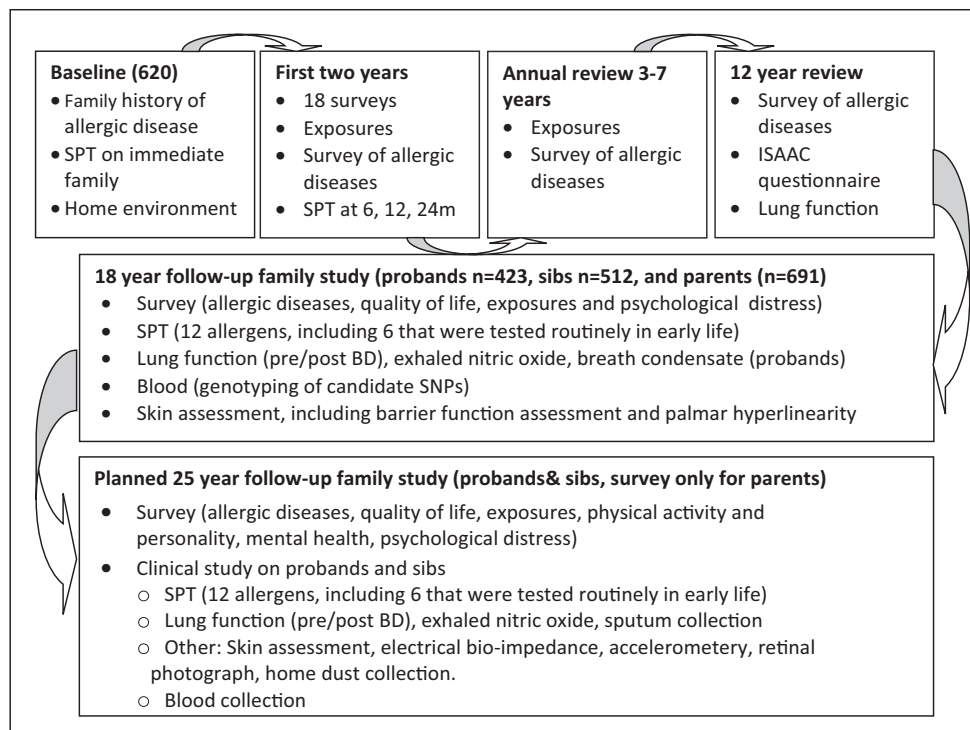 Baseline (620)
• Family history of
allergic disease
• SPT on immediate
family
• Home environment
First two years
• 18 surveys
• Exposures
• Survey of allergic
diseases
• SPT at 6, 12, 24m
Annual review 3-7
years
• Exposures
• Survey of allergic
diseases
12 year review
• Survey of allergic
diseases
• ISAAC
questionnaire
• Lung function
18 year follow-up family study (probands n=423, sibs n=512, and parents (n=691)
• Survey (allergic diseases, quality of life, exposures and psychological distress)
• SPT (12 allergens, including 6 that were tested routinely in early life)
• Lung function (pre/post BD), exhaled nitric oxide, breath condensate (probands)
• Blood (genotyping of candidate SNPs)
• Skin assessment, including barrier function assessment and palmar hyperlinearity
Planned 25 year follow-up family study (probands& sibs, survey only for parents)
• Survey (allergic diseases, quality of life, exposures, physical activity and
personality, mental health, psychological distress)
• Clinical study on probands and sibs
○ SPT (12 allergens, including 6 that were tested routinely in early life)
○ Lung function (pre/post BD), exhaled nitric oxide, sputum collection
○ Other: Skin assessment, electrical bio-impedance, accelerometery, retinal
photograph, home dust collection.
○ Blood collection